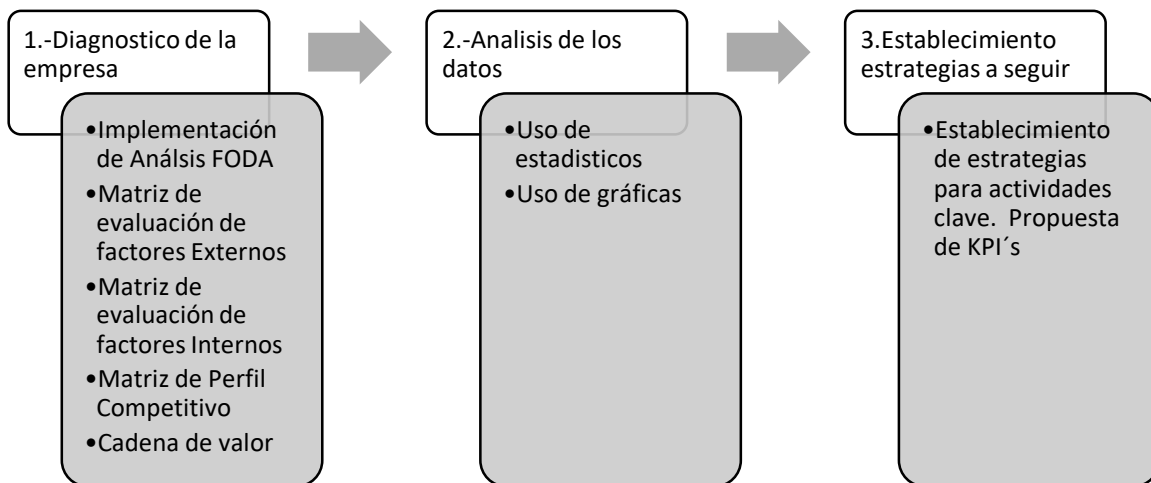 1.-Diagnostico de la
empresa
•Implementación
de Análsis FODA
•Matriz de
evaluación de
factores Externos
•Matriz de
evaluación de
factores Internos
•Matriz de Perfil
Competitivo
•Cadena de valor
2.-Analisis de los
datos
•Uso de
estadisticos
•Uso de gráficas
3.Establecimiento
estrategias a seguir
•Establecimiento
de estrategias
para actividades
clave.  Propuesta
de KPI´s